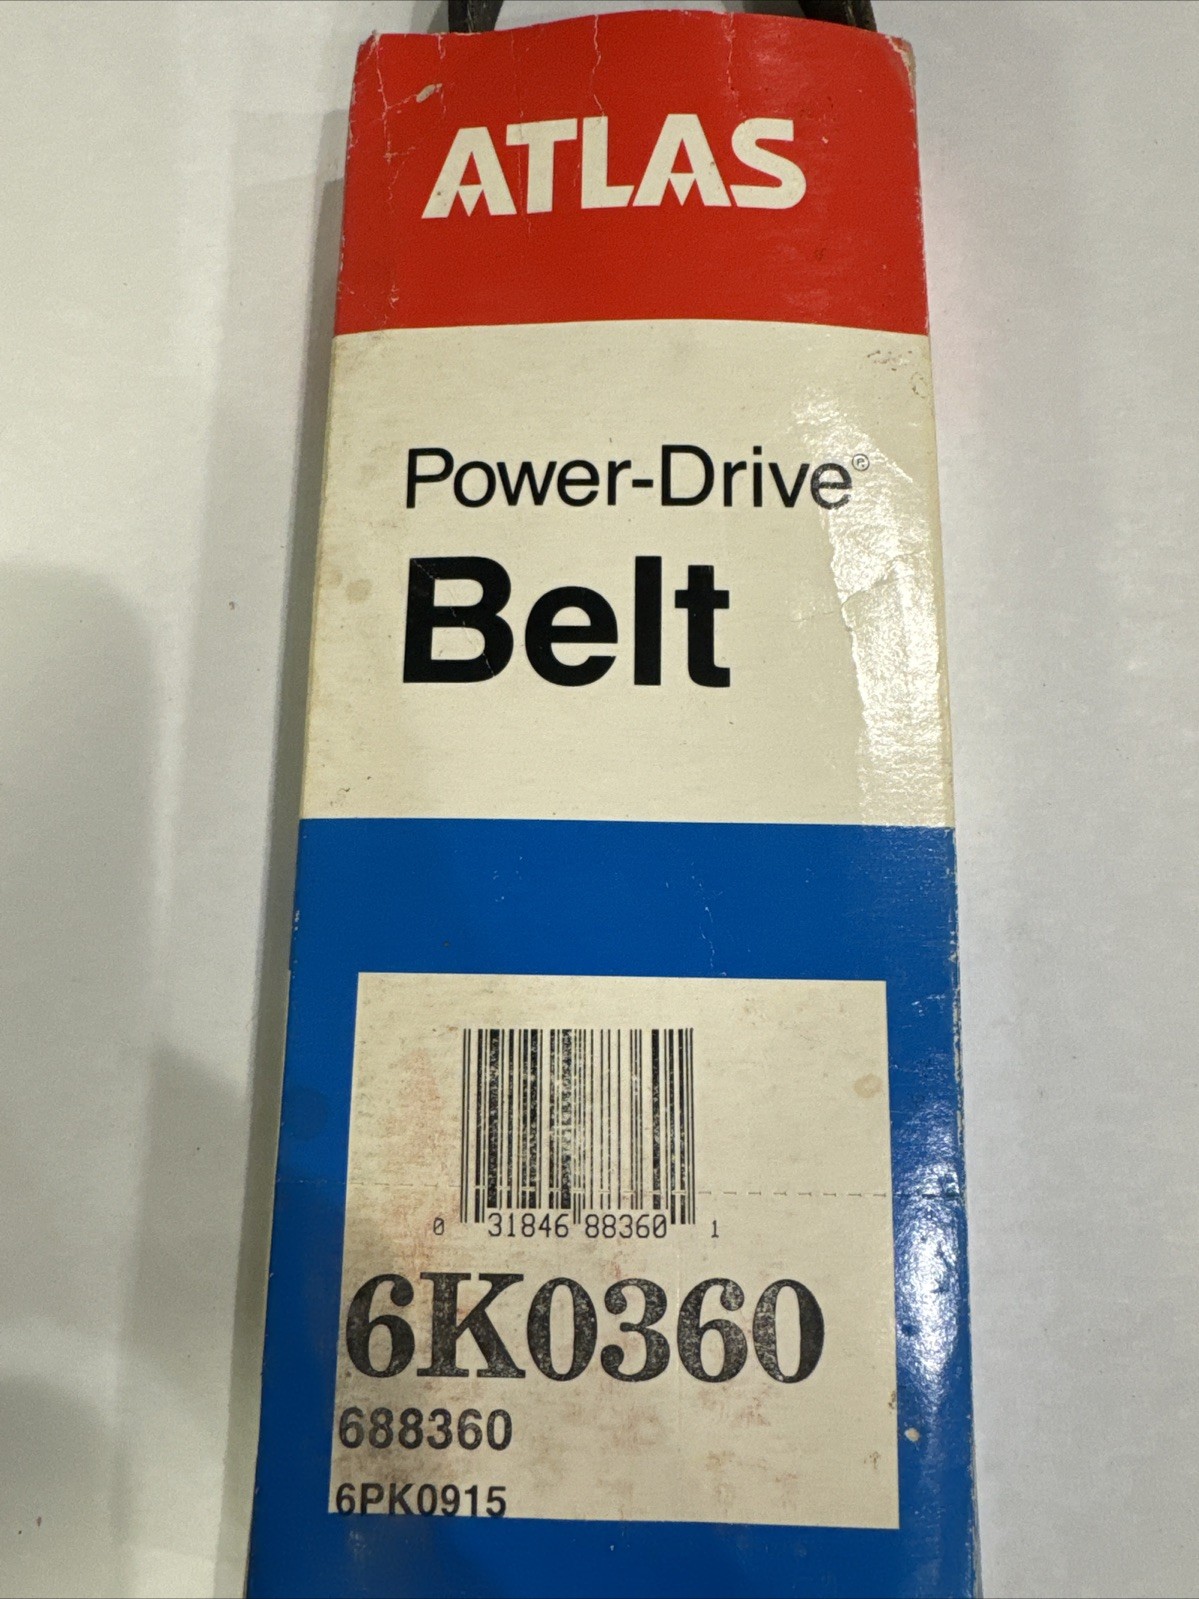 ATLAS
Power-Drive®
Belt
0 31846 88360 1
6K0360
688360
6PK0915